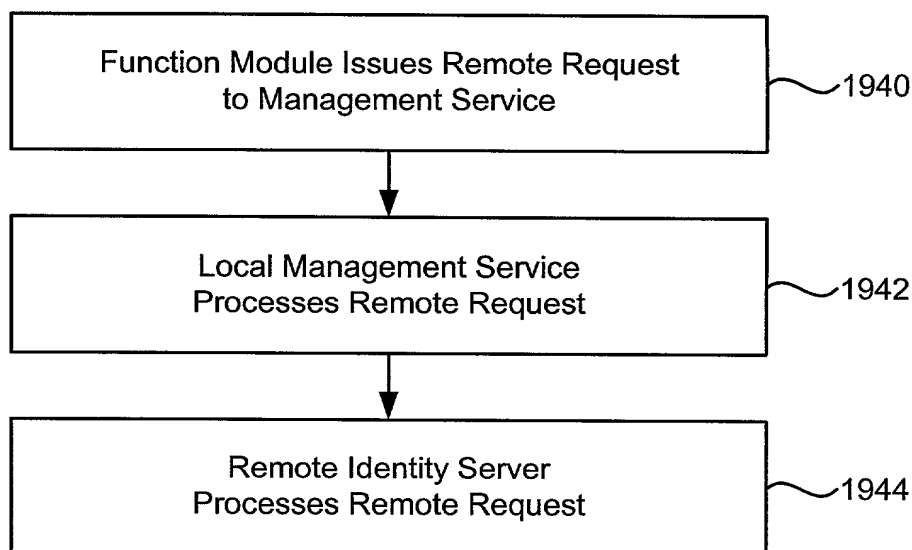 Function Module Issues Remote Request
to Management Service
1940
Local Management Service
Processes Remote Request
1942
Remote Identity Server
Processes Remote Request
1944